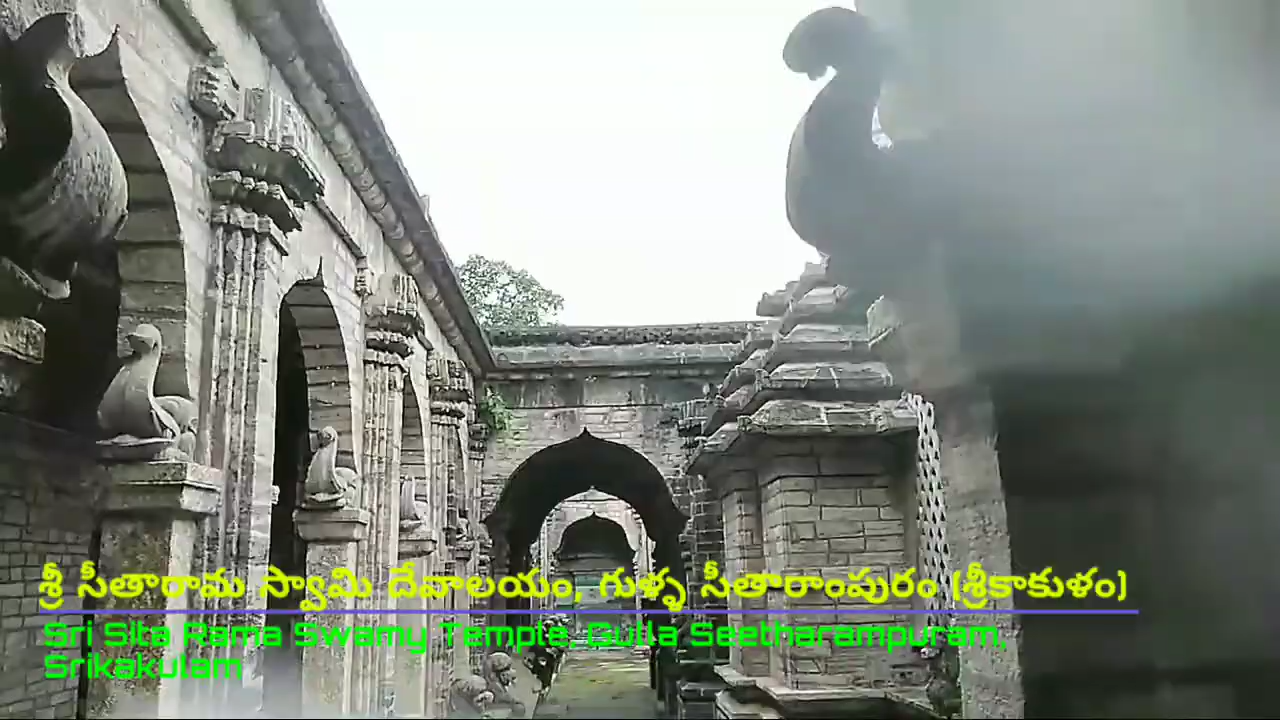 శ్రీ సీతారామ స్వామి దేవాలయం, గుళ్ళ సీతారాంపురం (శ్రీకాకుళం)
Sri Sita Rama Swamy Temple, Gulla Seetharampuram,
Srikakulam